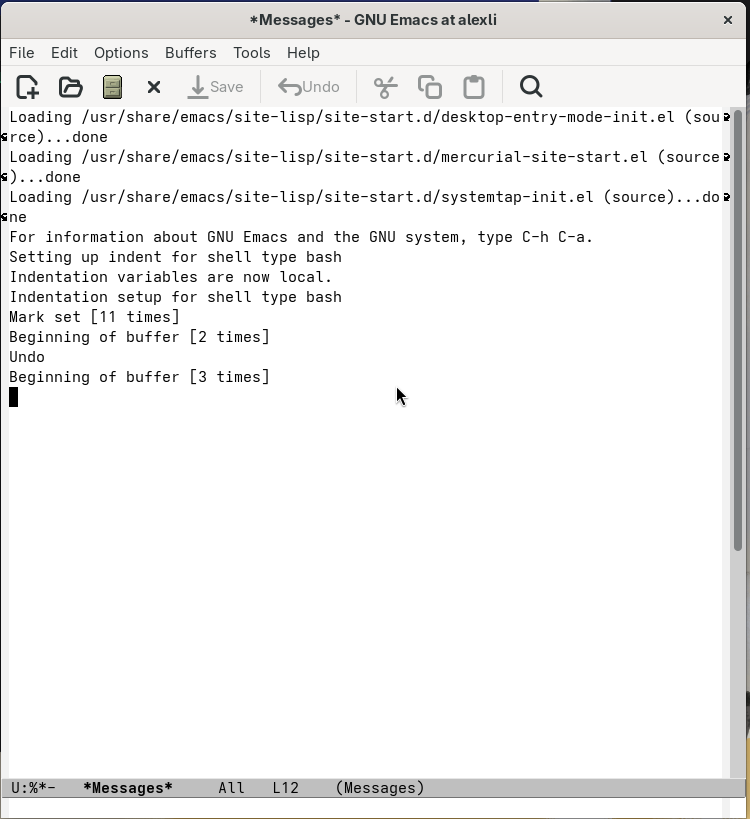 *Messages* - GNU Emacs at alexli
File Edit Options Buffers Tools Help
Save Undo
Loading /usr/share/emacs/site-lisp/site-start.d/desktop-entry-mode-init.el (sou
rce)...done
Loading /usr/share/emacs/site-lisp/site-start.d/mercurial-site-start.el (source
)...done
Loading /usr/share/emacs/site-lisp/site-start.d/systemtap-init.el (source)...do
ne
For information about GNU Emacs and the GNU system, type C-h C-a.
Setting up indent for shell type bash
Indentation variables are now local.
Indentation setup for shell type bash
Mark set [11 times]
Beginning of buffer [2 times]
Undo
Beginning of buffer [3 times]
U:%*- *Messages* All L12 (Messages)